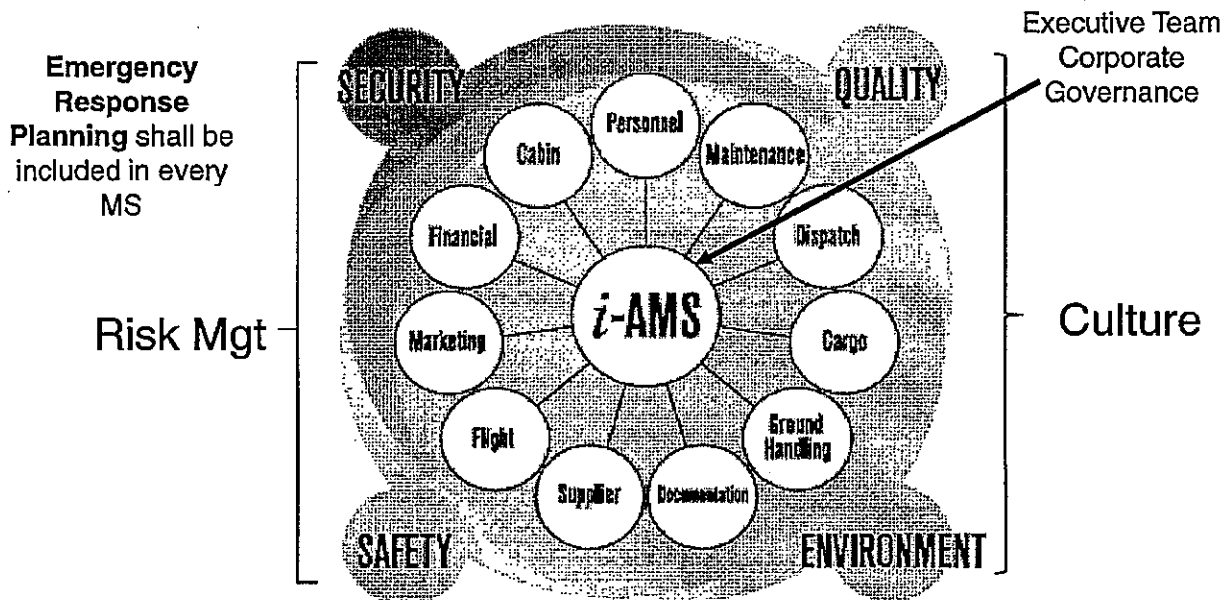 Emergency
Response
Planning shall be
included in every
MS
Executive Team
Corporate
Governance
SECURITY
QUALITY
Personnel
Cabin
Maintenance
Financial
Dispatch
Risk Mgt
i-AMS
Culture
Marketing
Cargo
Flight
Ground
Handling
Supplier
Documentation
SAFETY
ENVIRONMENT